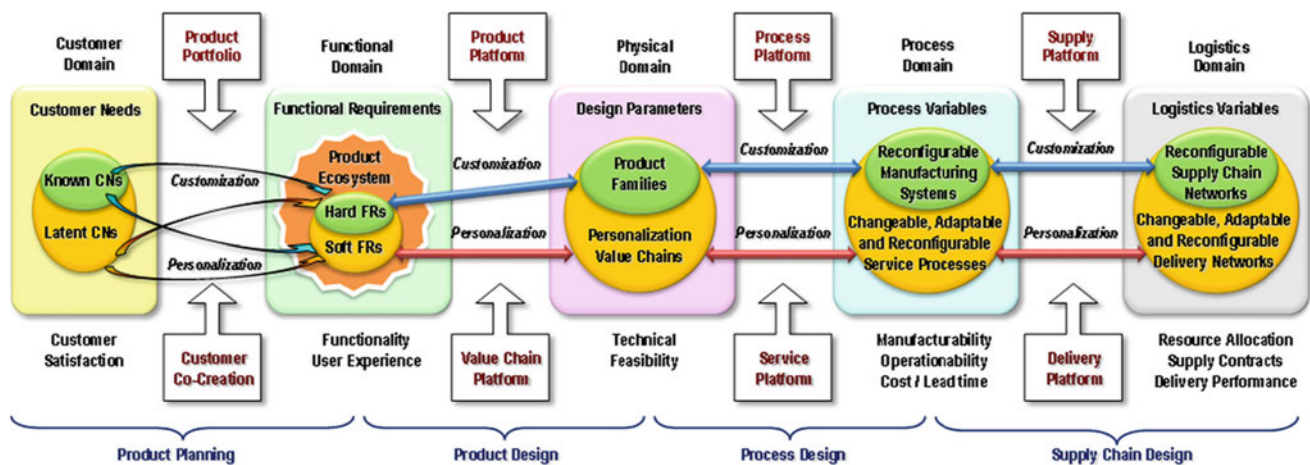 Customer
Domain
Product
Portfolio
Functional
Domain
Product
Platform
Physical
Domain
Process
Platform
Process
Domain
Supply
Platform
Logistics
Domain
Customer Needs
Known CNs
Latent CNs
Customization
Personalization
Functional Requirements
Product
Ecosystem
Hard FRs
Soft FRs
Customization
Personalization
Design Parameters
Product
Families
Personalization
Value Chains
Customization
Personalization
Process Variables
Reconfigurable
Manufacturing
Systems
Changeable, Adaptable
and Reconfigurable
Service Processes
Customization
Personalization
Logistics Variables
Reconfigurable
Supply Chain
Networks
Changeable, Adaptable
and Reconfigurable
Delivery Networks
Customer
Satisfaction
Customer
Co-Creation
Functionality
User Experience
Value Chain
Platform
Technical
Feasibility
Service
Platform
Manufacturability
Operationability
Cost / Lead time
Delivery
Platform
Resource Allocation
Supply Contracts
Delivery Performance
Product Planning
Product Design
Process Design
Supply Chain Design